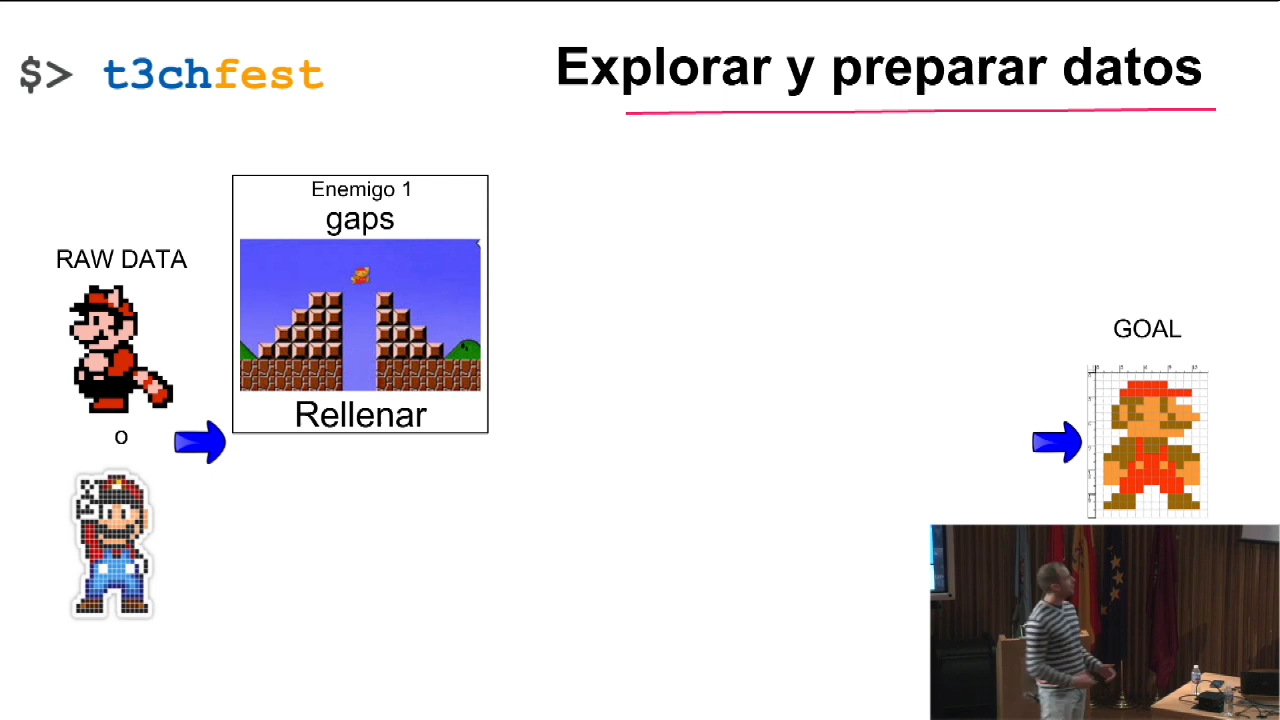 $> t3chfest
Explorar y preparar datos
Enemigo 1
gaps
RAW DATA
Rellenar
o
GOAL